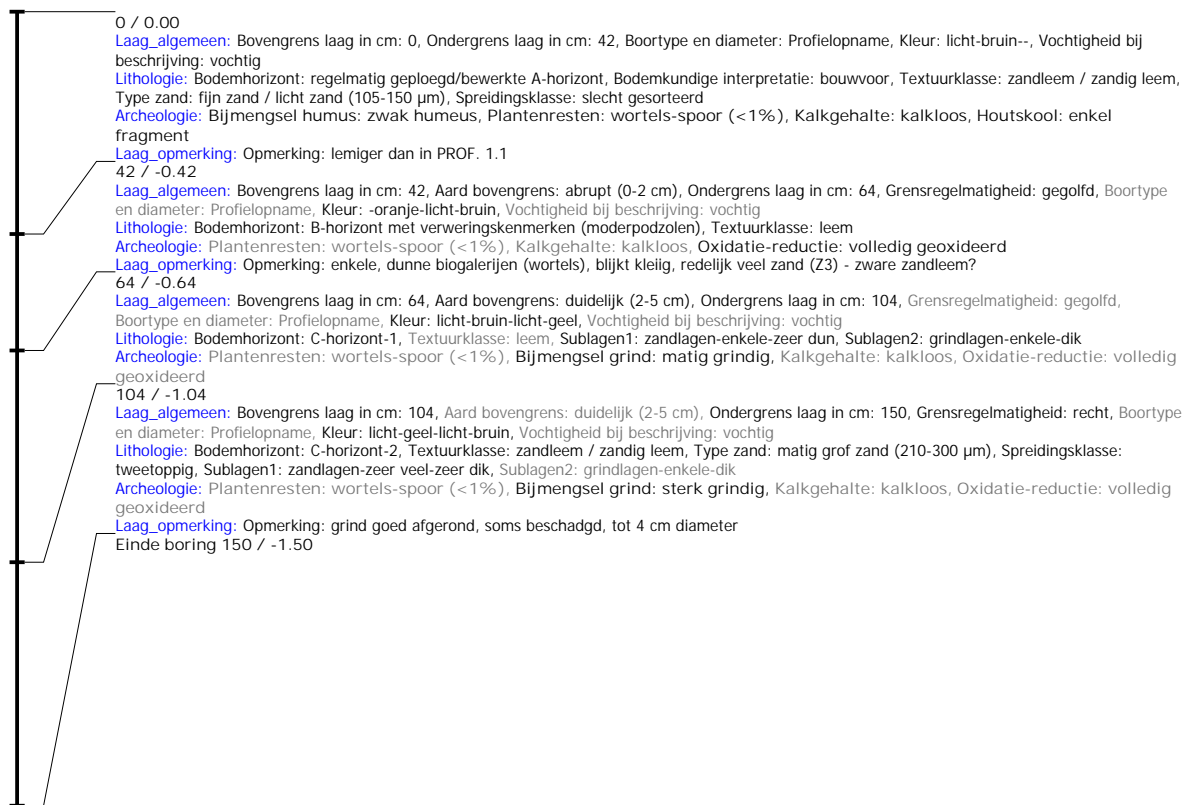 0 / 0.00
Laag_algemeen: Bovengrens laag in cm: 0, Ondergrens laag in cm: 42, Boortype en diameter: Profielopname, Kleur: licht-bruin--, Vochtigheid bij
beschrijving: vochtig
Lithologie: Bodemhorizont: regelmatig geploegd/bewerkte A-horizont, Bodemkundige interpretatie: bouwvoor, Textuurklasse: zandleem / zandig leem,
Type zand: fijn zand / licht zand (105-150 µm), Spreidingsklasse: slecht gesorteerd
Archeologie: Bijmengsel humus: zwak humeus, Plantenresten: wortels-spoor (<1%), Kalkgehalte: kalkloos, Houtskool: enkel
fragment
Laag_opmerking: Opmerking: lemiger dan in PROF. 1.1
42 / -0.42
Laag_algemeen: Bovengrens laag in cm: 42, Aard bovengrens: abrupt (0-2 cm), Ondergrens laag in cm: 64, Grensregelmatigheid: gegolfd, Boortype
en diameter: Profielopname, Kleur: -oranje-licht-bruin, Vochtigheid bij beschrijving: vochtig
Lithologie: Bodemhorizont: B-horizont met verweringskenmerken (moderpodzolen), Textuurklasse: leem
Archeologie: Plantenresten: wortels-spoor (<1%), Kalkgehalte: kalkloos, Oxidatie-reductie: volledig geoxideerd
Laag_opmerking: Opmerking: enkele, dunne biogalerijen (wortels), blijkt kleiig, redelijk veel zand (Z3) - zware zandleem?
64 / -0.64
Laag_algemeen: Bovengrens laag in cm: 64, Aard bovengrens: duidelijk (2-5 cm), Ondergrens laag in cm: 104, Grensregelmatigheid: gegolfd,
Boortype en diameter: Profielopname, Kleur: licht-bruin-licht-geel, Vochtigheid bij beschrijving: vochtig
Lithologie: Bodemhorizont: C-horizont-1, Textuurklasse: leem, Sublagen1: zandlagen-enkele-zeer dun, Sublagen2: grindlagen-enkele-dik
Archeologie: Plantenresten: wortels-spoor (<1%), Bijmengsel grind: matig grindig, Kalkgehalte: kalkloos, Oxidatie-reductie: volledig
geoxideerd
104 / -1.04
Laag_algemeen: Bovengrens laag in cm: 104, Aard bovengrens: duidelijk (2-5 cm), Ondergrens laag in cm: 150, Grensregelmatigheid: recht, Boortype
en diameter: Profielopname, Kleur: licht-geel-licht-bruin, Vochtigheid bij beschrijving: vochtig
Lithologie: Bodemhorizont: C-horizont-2, Textuurklasse: zandleem / zandig leem, Type zand: matig grof zand (210-300 µm), Spreidingsklasse:
tweetoppig, Sublagen1: zandlagen-zeer veel-zeer dik, Sublagen2: grindlagen-enkele-dik
Archeologie: Plantenresten: wortels-spoor (<1%), Bijmengsel grind: sterk grindig, Kalkgehalte: kalkloos, Oxidatie-reductie: volledig
geoxideerd
Laag_opmerking: Opmerking: grind goed afgerond, soms beschadgd, tot 4 cm diameter
Einde boring 150 / -1.50